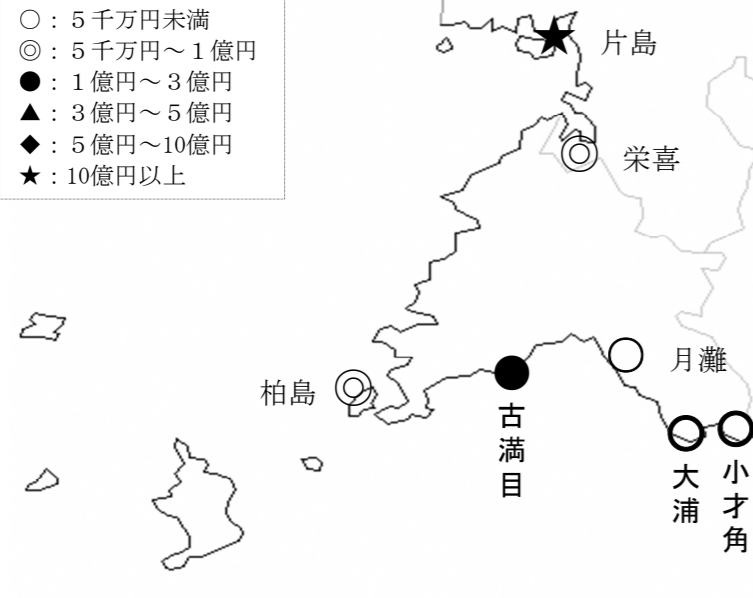 ○：５千万円未満
◎：５千万円～１億円
●：１億円～３億円
▲：３億円～５億円
◆：５億円～10億円
★：10億円以上
片島
栄喜
月灘
柏島
古満目
大浦
小才角